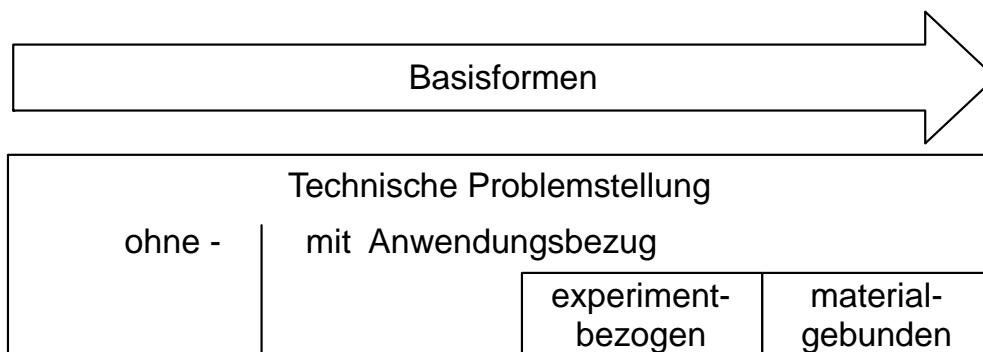 Basisformen
Technische Problemstellung
ohne - mit Anwendungsbezug
experiment-
bezogen
material-
gebunden